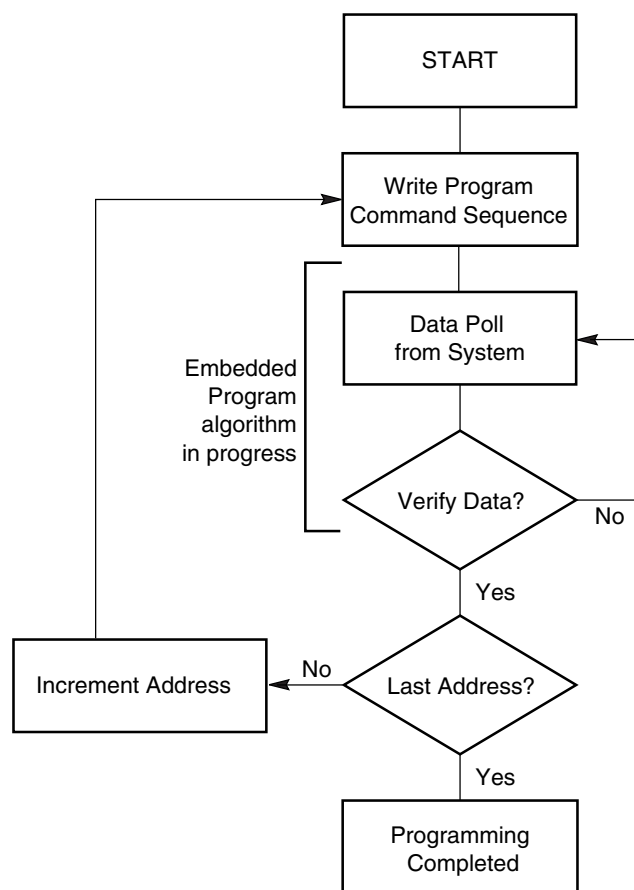 START
Write Program
Command Sequence
Data Poll
from System
Embedded
Program
algorithm
in progress
Verify Data?
No
Yes
Increment Address
No
Last Address?
Yes
Programming
Completed